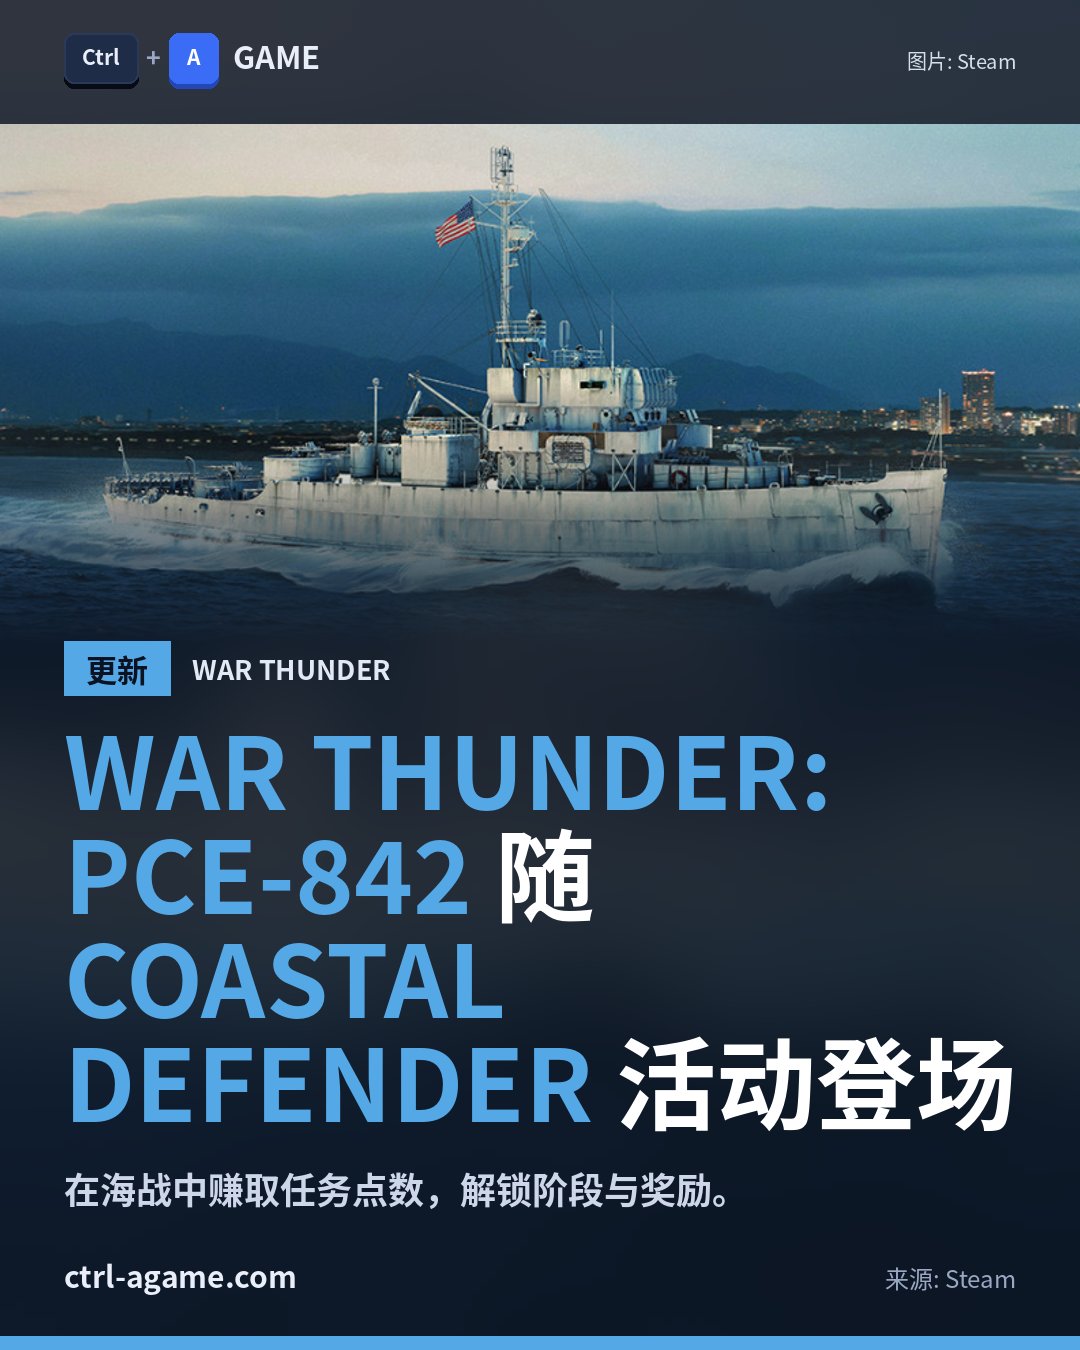 Ctrl + A GAME
图片: Steam
更新 WAR THUNDER
WAR THUNDER:
PCE-842 随
COASTAL
DEFENDER 活动登场
在海战中赚取任务点数，解锁阶段与奖励。
ctrl-agame.com
来源: Steam